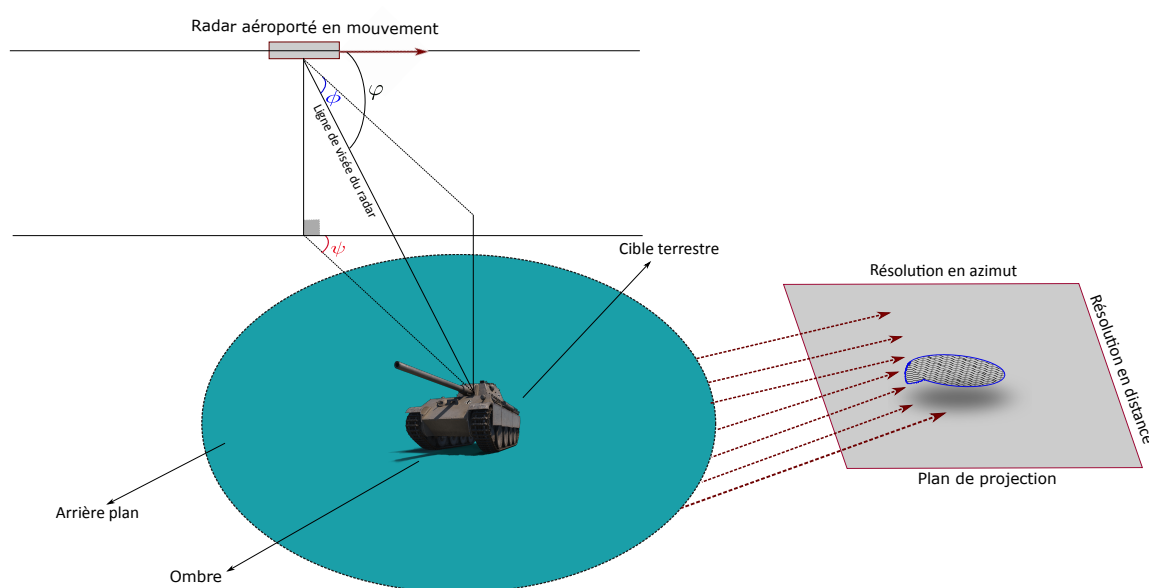 Radar aéroporté en mouvement
φ
ϕ
Ligne de visée du radar
ψ
Cible terrestre
Résolution en azimut
Résolution en distance
Plan de projection
Arrière plan
Ombre